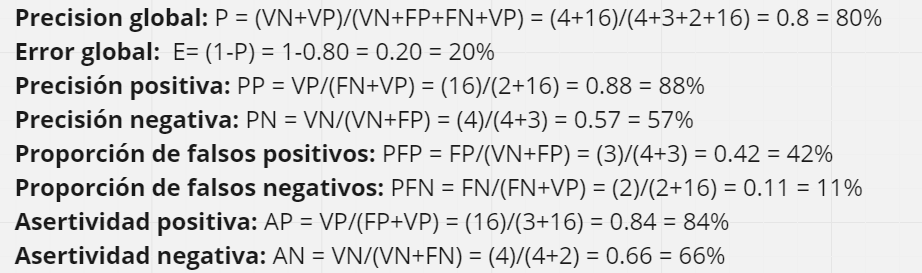 Precision global: P = (VN+VP)/(VN+FP+FN+VP) = (4+16)/(4+3+2+16) = 0.8 = 80%
Error global: E= (1-P) = 1-0.80 = 0.20 = 20%
Precisión positiva: PP = VP/(FN+VP) = (16)/(2+16) = 0.88 = 88%
Precisión negativa: PN = VN/(VN+FP) = (4)/(4+3) = 0.57 = 57%
Proporción de falsos positivos: PFP = FP/(VN+FP) = (3)/(4+3) = 0.42 = 42%
Proporción de falsos negativos: PFN = FN/(FN+VP) = (2)/(2+16) = 0.11 = 11%
Asertividad positiva: AP = VP/(FP+VP) = (16)/(3+16) = 0.84 = 84%
Asertividad negativa: AN = VN/(VN+FN) = (4)/(4+2) = 0.66 = 66%